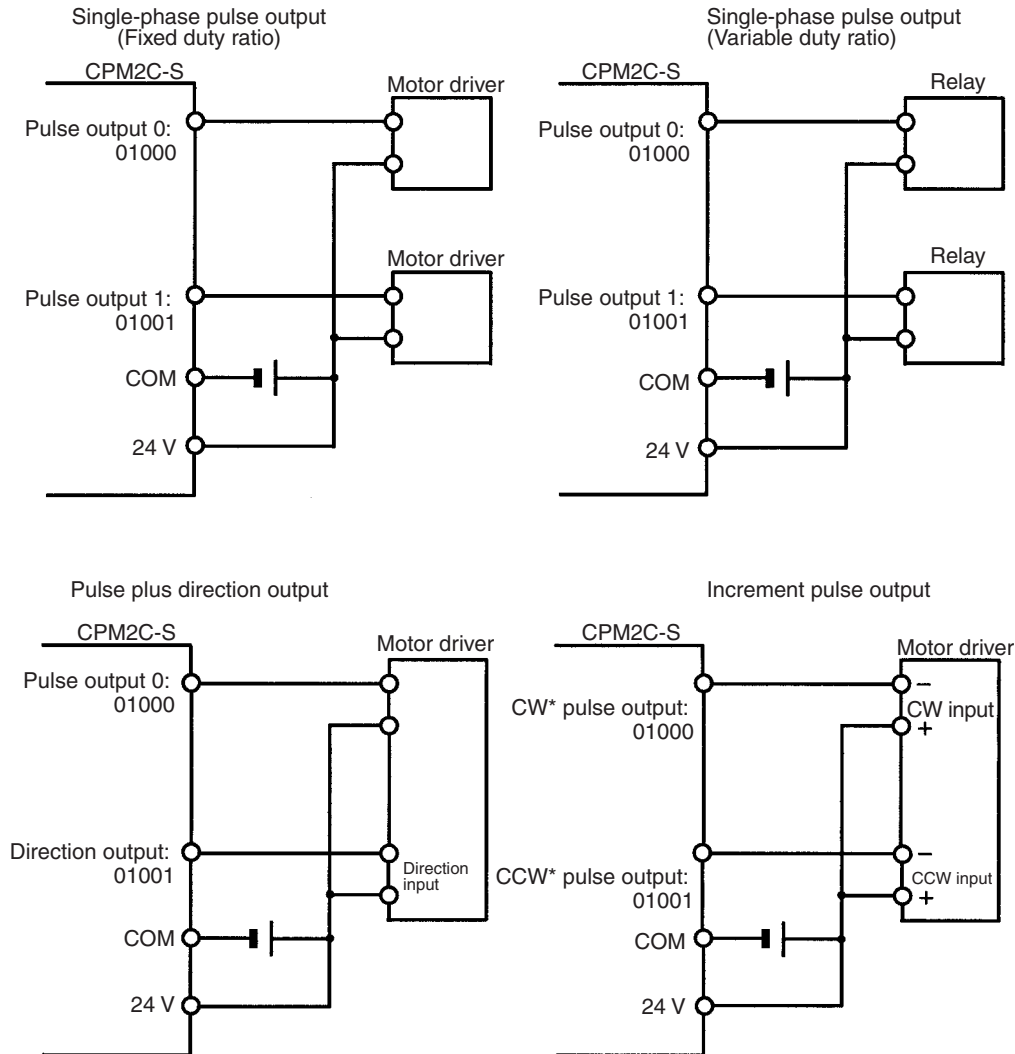 Single-phase pulse output
(Fixed duty ratio)
CPM2C-S
Motor driver
Pulse output 0:
01000
Motor driver
Pulse output 1:
01001
COM
24 V
Single-phase pulse output
(Variable duty ratio)
CPM2C-S
Relay
Pulse output 0:
01000
Relay
Pulse output 1:
01001
COM
24 V
Pulse plus direction output
CPM2C-S
Motor driver
Pulse output 0:
01000
Direction output:
01001
Direction
input
COM
24 V
Increment pulse output
CPM2C-S
Motor driver
−
CW* pulse output:
01000
CW input
+
−
CCW* pulse output:
01001
CCW input
+
COM
24 V